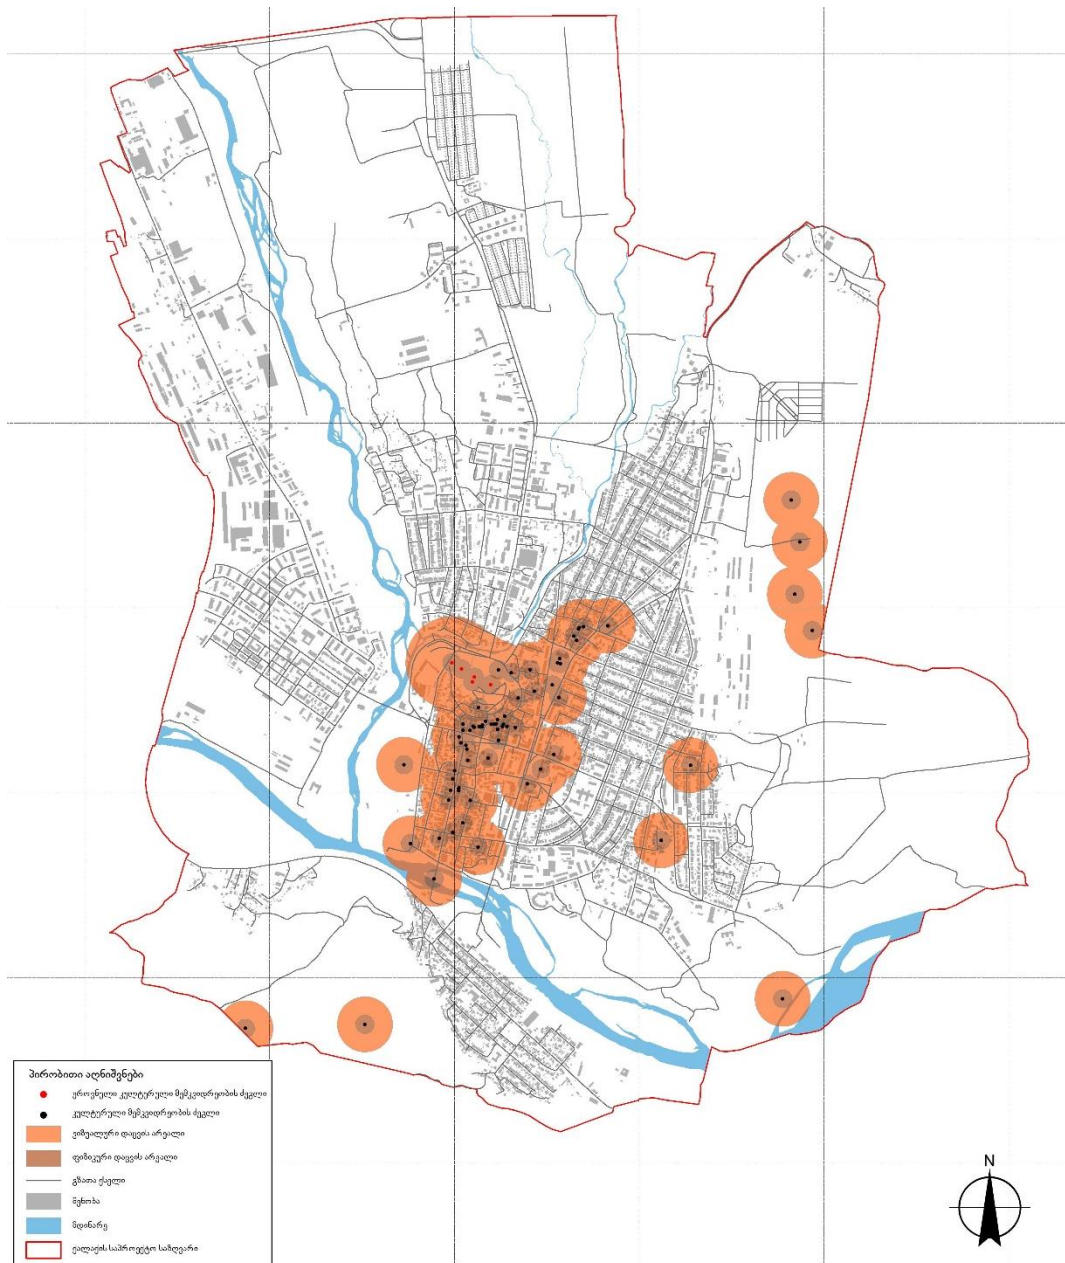 პირობითი აღნიშვნები
ეროვნული კულტურული მემკვიდრეობის ძეგლი
კულტურული მემკვიდრეობის ძეგლი
ვიზუალური დაცვის არეალი
ფიზიკური დაცვის არეალი
გზათა ქსელი
შენობა
მდინარე
ქალაქის საპროექტო საზღვარი
N